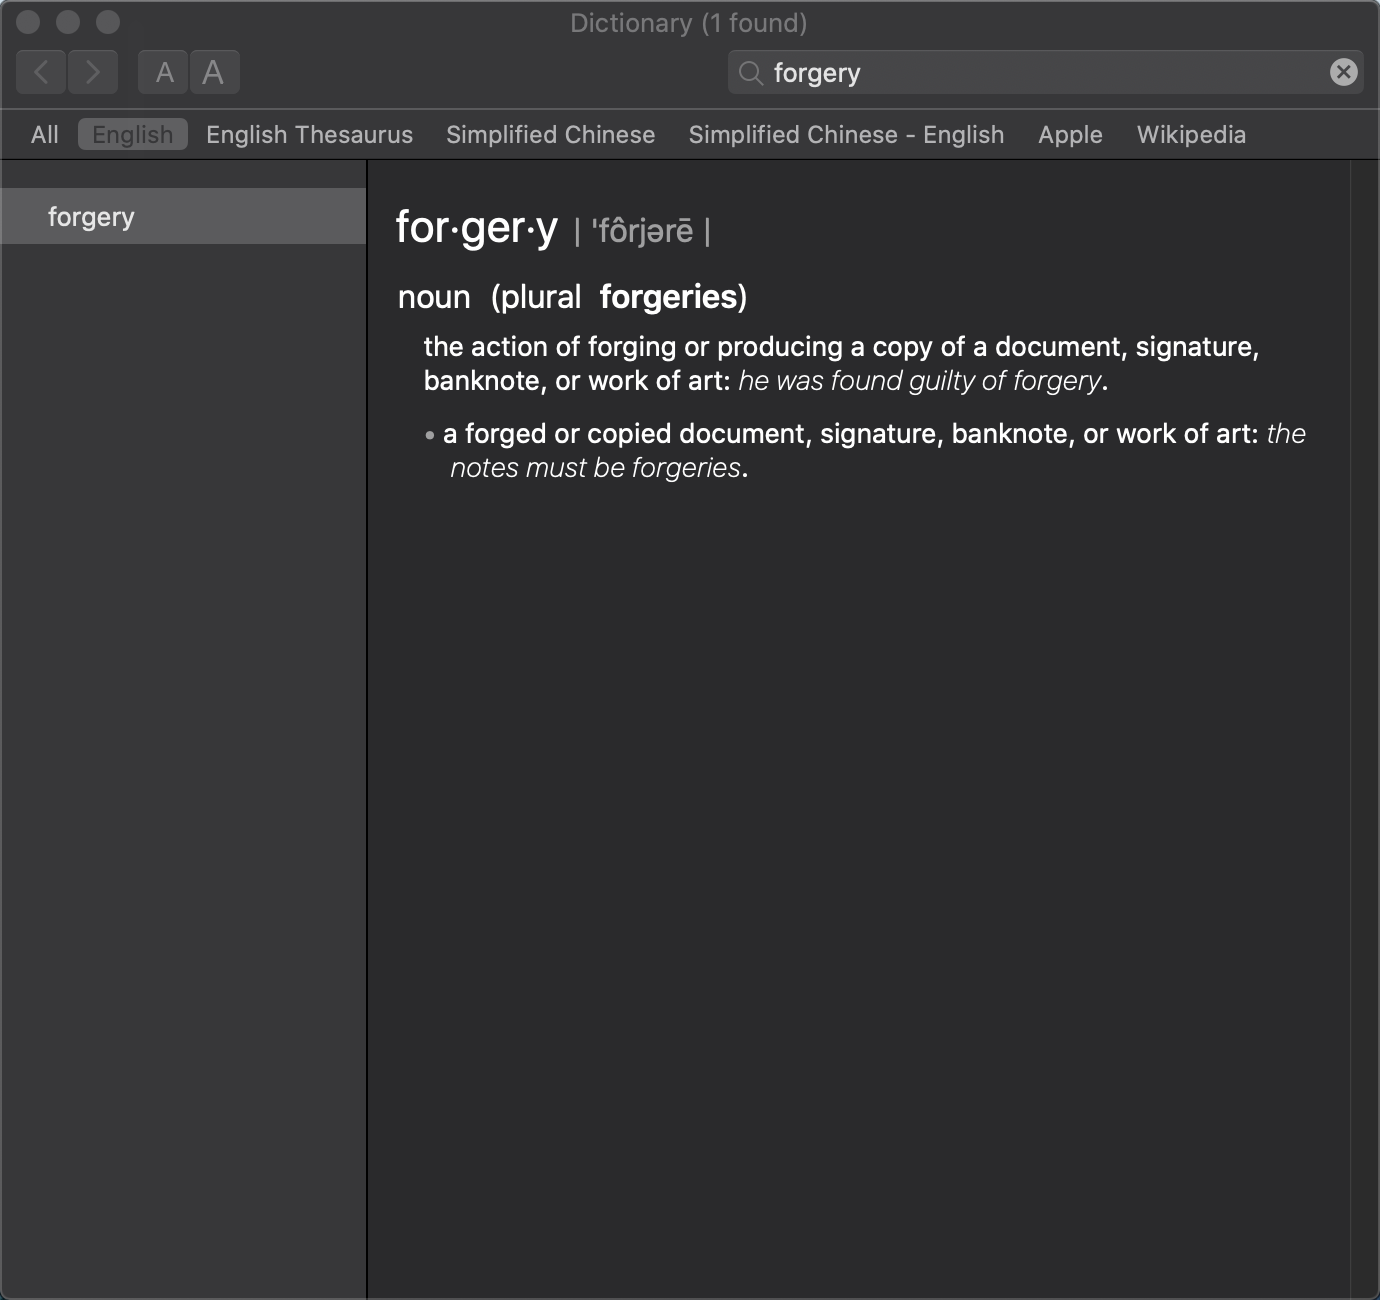 Dictionary (1 found)
A A
forgery
All English English Thesaurus Simplified Chinese Simplified Chinese - English Apple Wikipedia
forgery
for·ger·y | ˈfôrjərē |
noun (plural forgeries)
the action of forging or producing a copy of a document, signature,
banknote, or work of art: he was found guilty of forgery.
• a forged or copied document, signature, banknote, or work of art: the
notes must be forgeries.